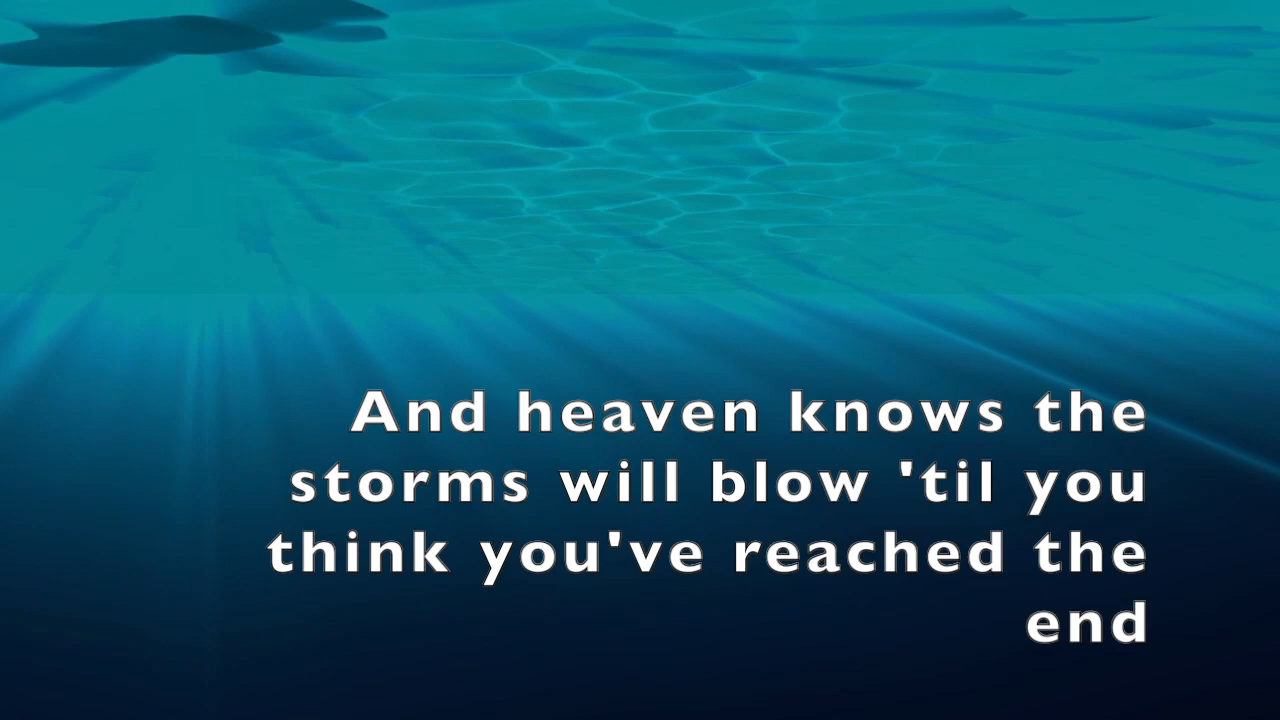 And heaven knows the
storms will blow 'til you
think you've reached the
end